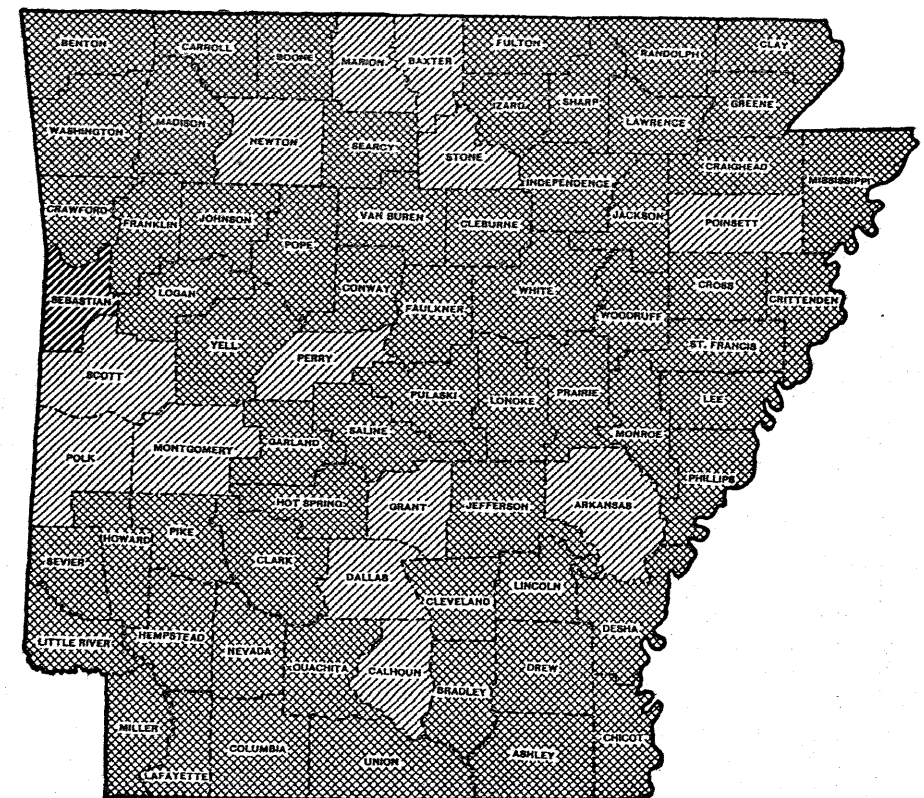 BENTON
CARROLL
BOONE
MARION
BAXTER
FULTON
RANDOLPH
CLAY
WASHINGTON
MADISON
NEWTON
SEARCY
STONE
IZARD
SHARP
LAWRENCE
GREENE
CRAIGHEAD
MISSISSIPPI
INDEPENDENCE
CRAWFORD
FRANKLIN
JOHNSON
POPE
VAN BUREN
CLEBURNE
JACKSON
POINSETT
SEBASTIAN
LOGAN
CONWAY
FAULKNER
WHITE
WOODRUFF
CROSS
CRITTENDEN
YELL
PERRY
ST. FRANCIS
SCOTT
PULASKI
LONOKE
PRAIRIE
LEE
POLK
MONTGOMERY
GARLAND
SALINE
MONROE
PHILLIPS
HOT SPRING
GRANT
JEFFERSON
ARKANSAS
SEVIER
HOWARD
PIKE
CLARK
DALLAS
CLEVELAND
LINCOLN
DESHA
LITTLE RIVER
HEMPSTEAD
NEVADA
OUACHITA
CALHOUN
BRADLEY
DREW
MILLER
LAFAYETTE
COLUMBIA
UNION
ASHLEY
CHICOT